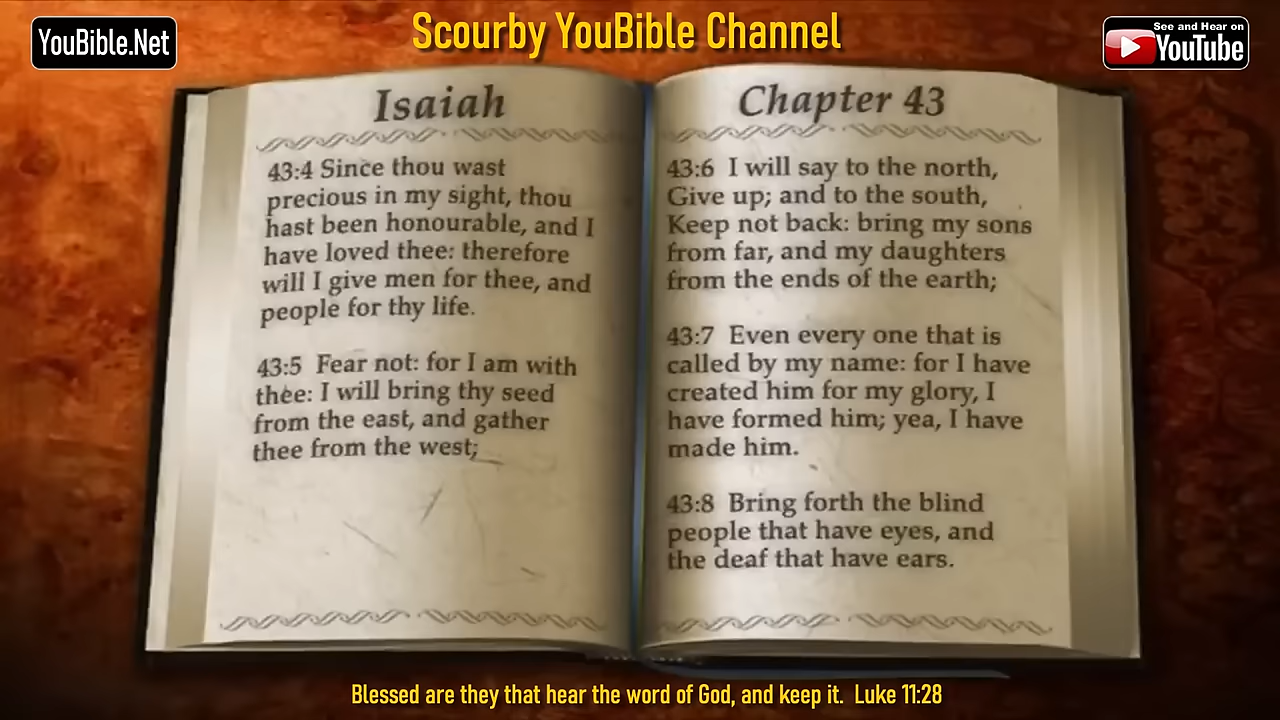 YouBible.Net
Scourby YouBible Channel
See and Hear on
YouTube
Isaiah
43:4 Since thou wast
precious in my sight, thou
hast been honourable, and I
have loved thee: therefore
will I give men for thee, and
people for thy life.
43:5 Fear not: for I am with
thee: I will bring thy seed
from the east, and gather
thee from the west;
Chapter 43
43:6 I will say to the north,
Give up; and to the south,
Keep not back: bring my sons
from far, and my daughters
from the ends of the earth;
43:7 Even every one that is
called by my name: for I have
created him for my glory, I
have formed him; yea, I have
made him.
43:8 Bring forth the blind
people that have eyes, and
the deaf that have ears.
Blessed are they that hear the word of God, and keep it. Luke 11:28